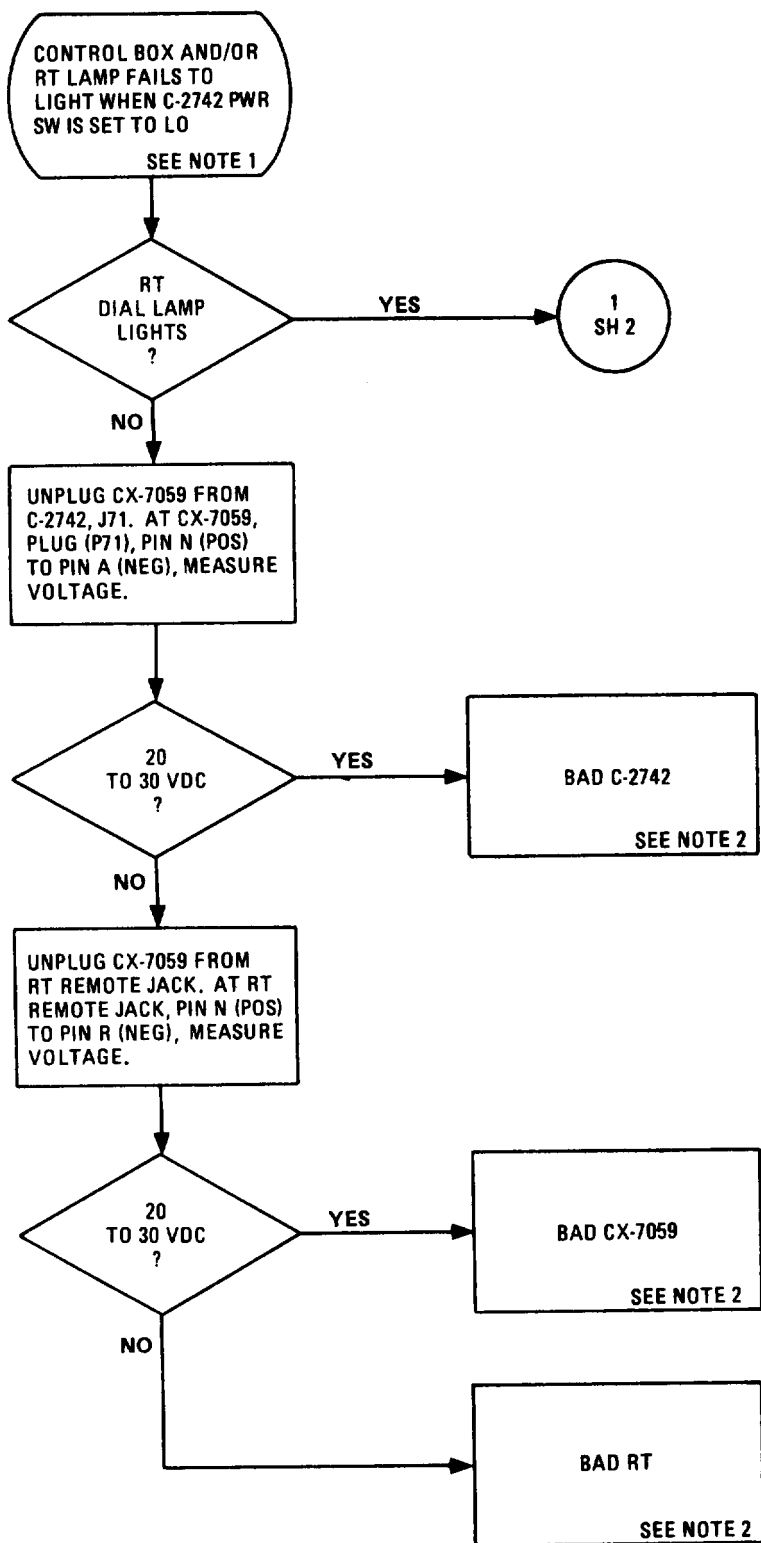 CONTROL BOX AND/OR
RT LAMP FAILS TO
LIGHT WHEN C-2742 PWR
SW IS SET TO LO
SEE NOTE 1
RT
DIAL LAMP
LIGHTS
?
YES
1
SH 2
NO
UNPLUG CX-7059 FROM
C-2742, J71. AT CX-7059,
PLUG (P71), PIN N (POS)
TO PIN A (NEG), MEASURE
VOLTAGE.
20
TO 30 VDC
?
YES
BAD C-2742
SEE NOTE 2
NO
UNPLUG CX-7059 FROM
RT REMOTE JACK. AT RT
REMOTE JACK, PIN N (POS)
TO PIN R (NEG), MEASURE
VOLTAGE.
20
TO 30 VDC
?
YES
BAD CX-7059
SEE NOTE 2
NO
BAD RT
SEE NOTE 2